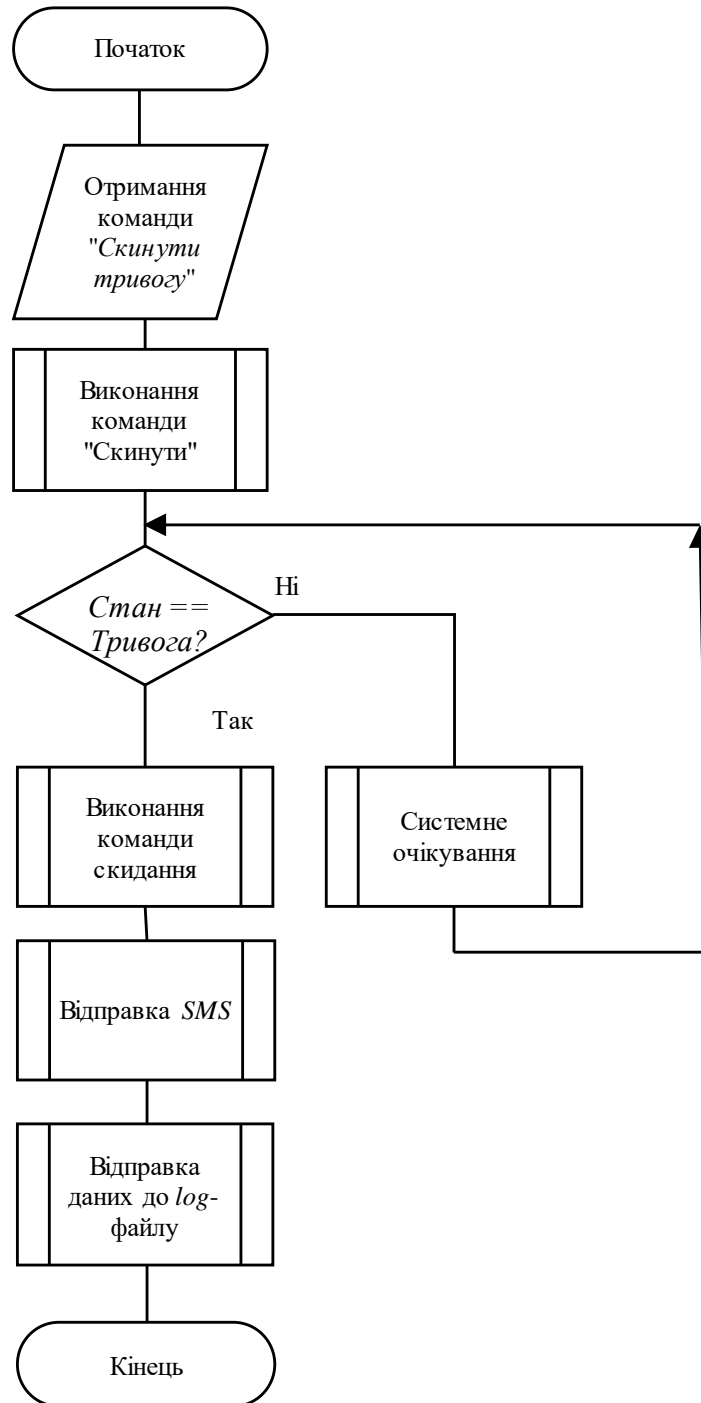 Початок
Отримання
команди
"Скинути
тривогу"
Виконання
команди
"Скинути"
Стан ==
Тривога?
Ні
Так
Виконання
команди
скидання
Системне
очікування
Відправка SMS
Відправка
даних до log-
файлу
Кінець